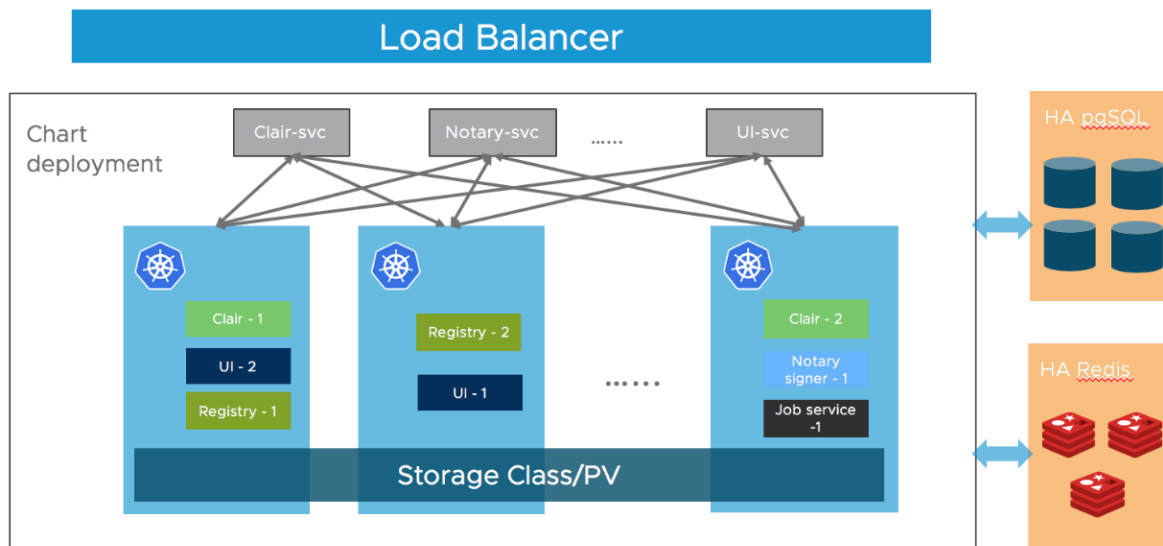 Load Balancer
Chart
deployment
Clair-svc
Notary-svc
......
UI-svc
HA pgSQL
Clair - 1
UI - 2
Registry - 1
Registry - 2
UI - 1
......
Clair - 2
Notary
signer - 1
Job service
-1
Storage Class/PV
HA Redis